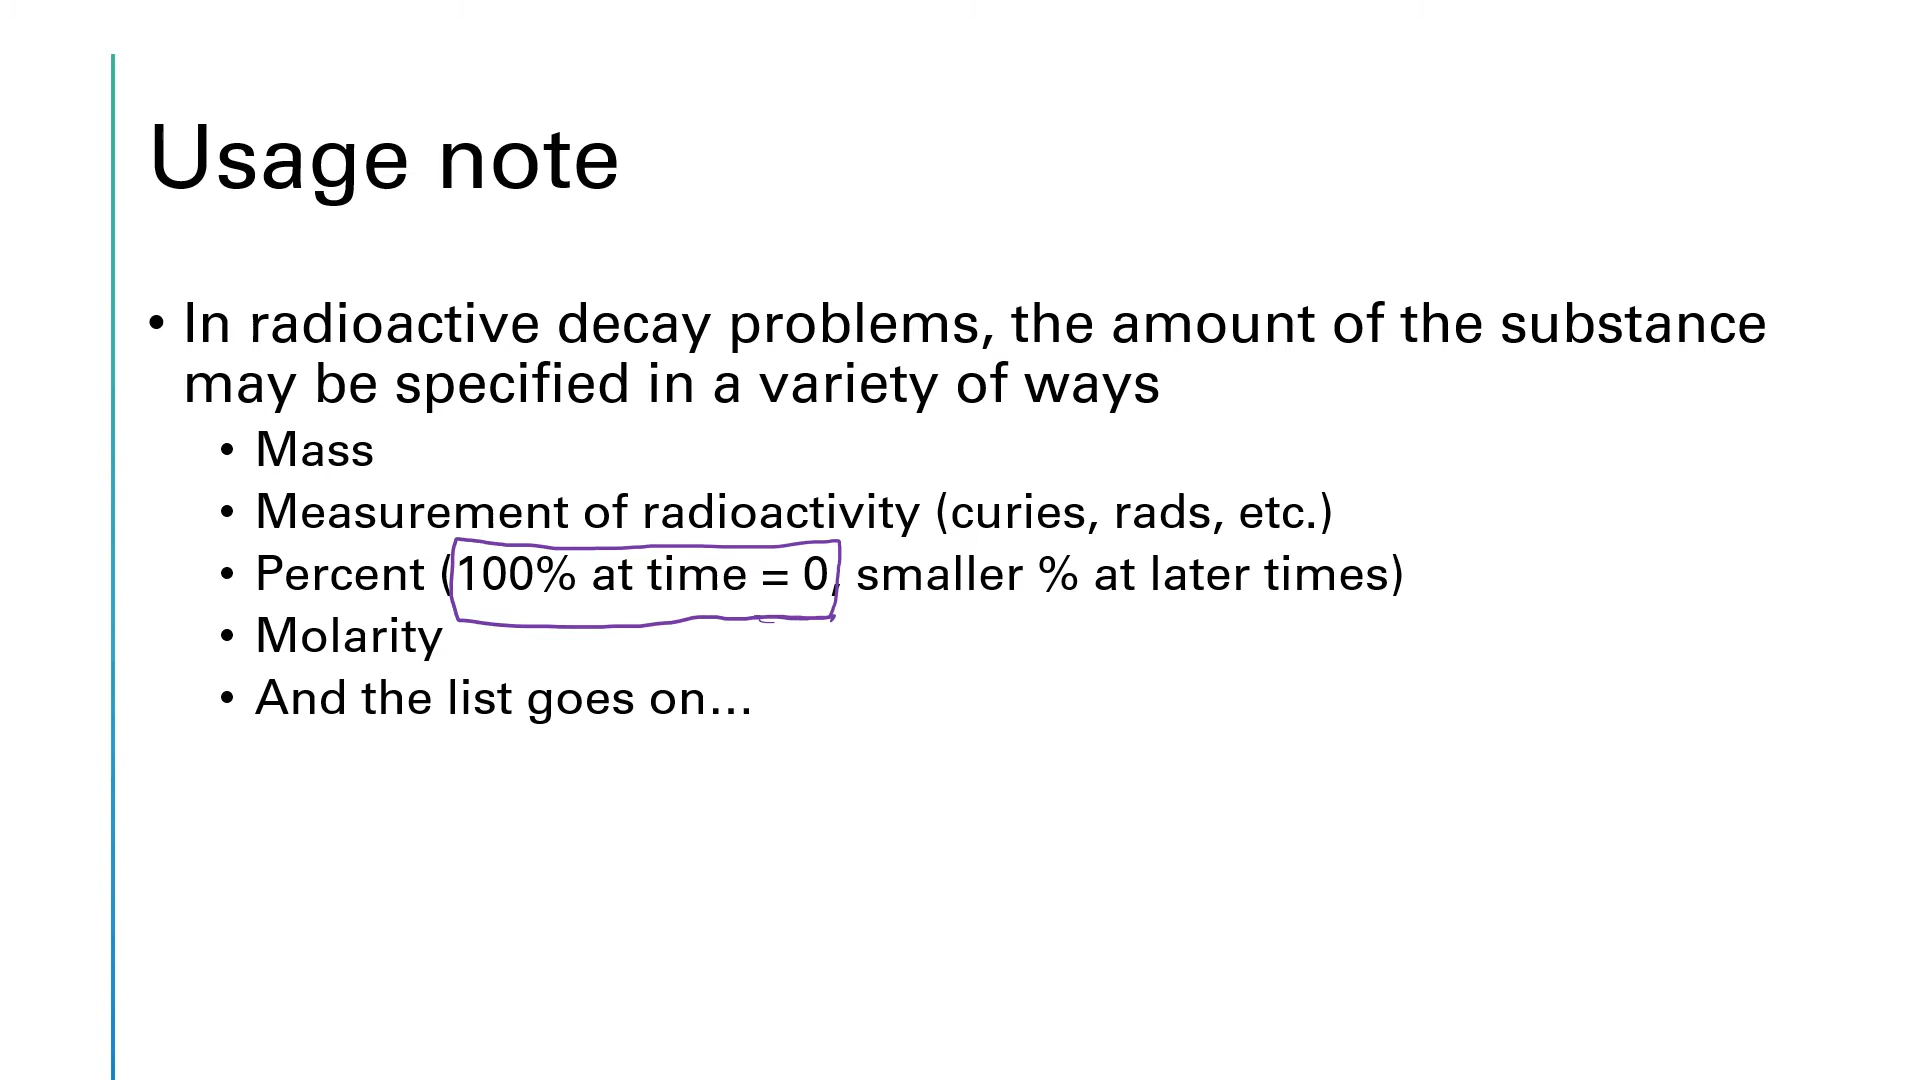 Usage note
• In radioactive decay problems, the amount of the substance
may be specified in a variety of ways
• Mass
• Measurement of radioactivity (curies, rads, etc.)
• Percent (100% at time = 0, smaller % at later times)
• Molarity
• And the list goes on...